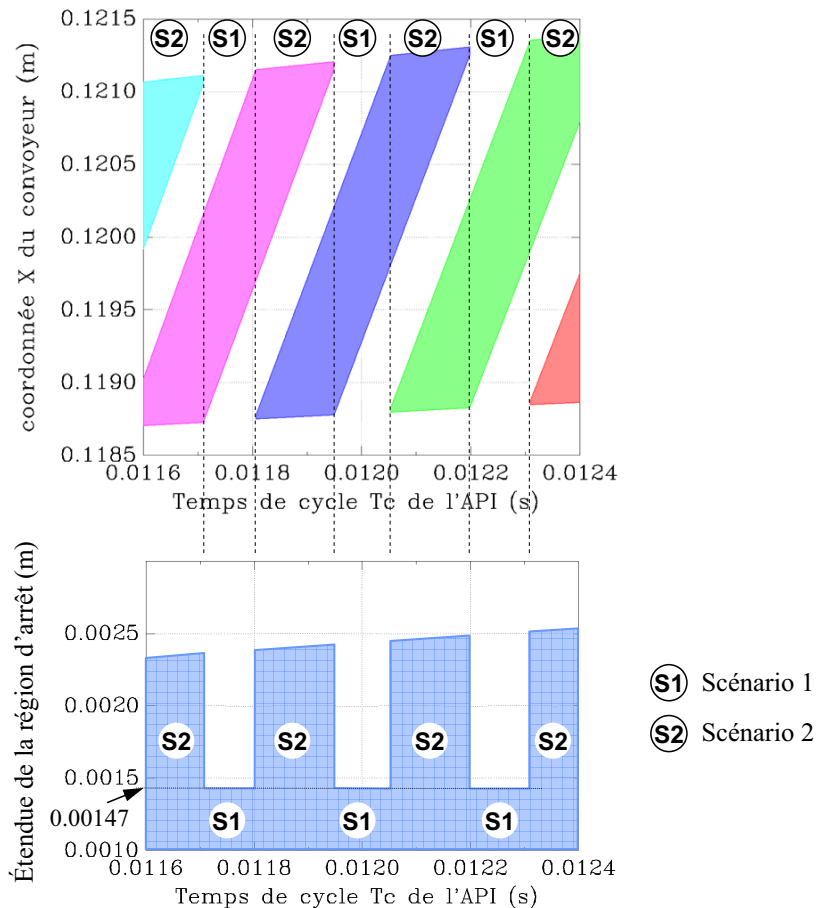 0.1215
S2 S1 S2 S1 S2 S1 S2
0.1210
0.1205
0.1200
0.1195
0.1190
0.1185
coordonnée X du convoyeur (m)
0.0116 0.0118 0.0120 0.0122 0.0124
Temps de cycle Tc de l'API (s)
Étendue de la région d'arrêt (m)
0.0025
0.0020
0.0015
0.00147
0.0010
S2 S2 S2 S2
S1 S1 S1
0.0116 0.0118 0.0120 0.0122 0.0124
Temps de cycle Tc de l'API (s)
S1 Scénario 1
S2 Scénario 2